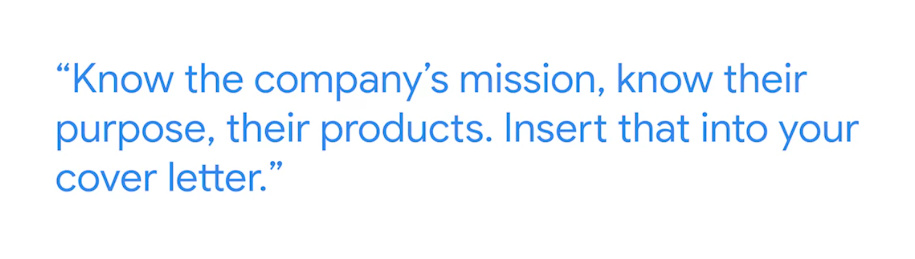 “Know the company’s mission, know their
purpose, their products. Insert that into your
cover letter.”